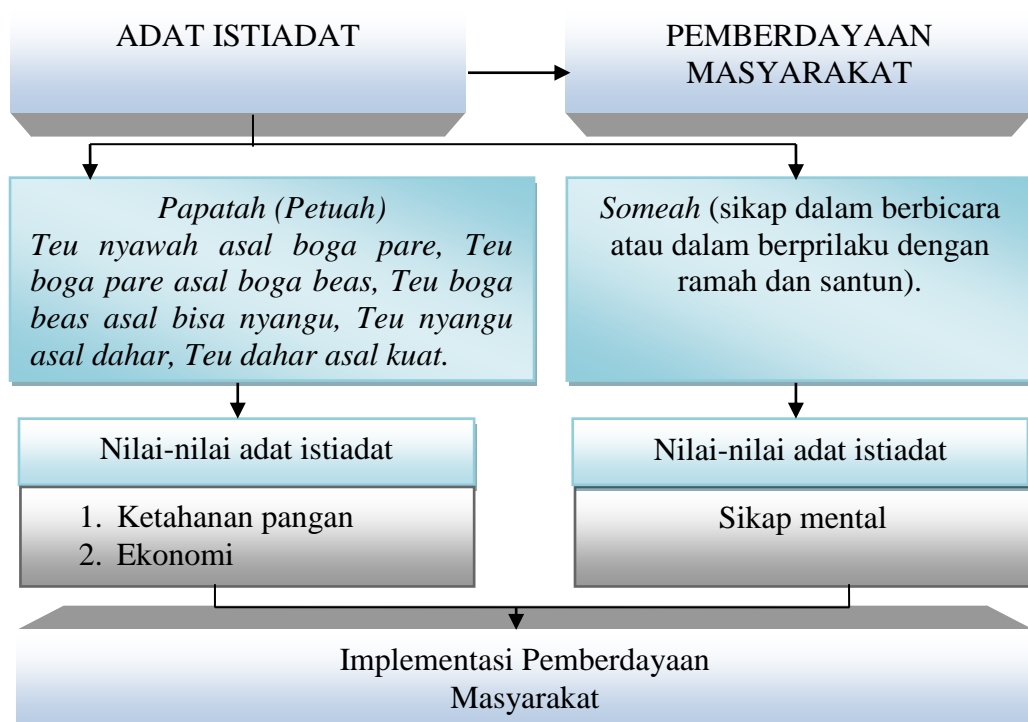 ADAT ISTIADAT
PEMBERDAYAAN
MASYARAKAT
Papatah (Petuah)
Teu nyawah asal boga pare, Teu
boga pare asal boga beas, Teu boga
beas asal bisa nyangu, Teu nyangu
asal dahar, Teu dahar asal kuat.
Someah (sikap dalam berbicara
atau dalam berprilaku dengan
ramah dan santun).
Nilai-nilai adat istiadat
1. Ketahanan pangan
2. Ekonomi
Nilai-nilai adat istiadat
Sikap mental
Implementasi Pemberdayaan
Masyarakat